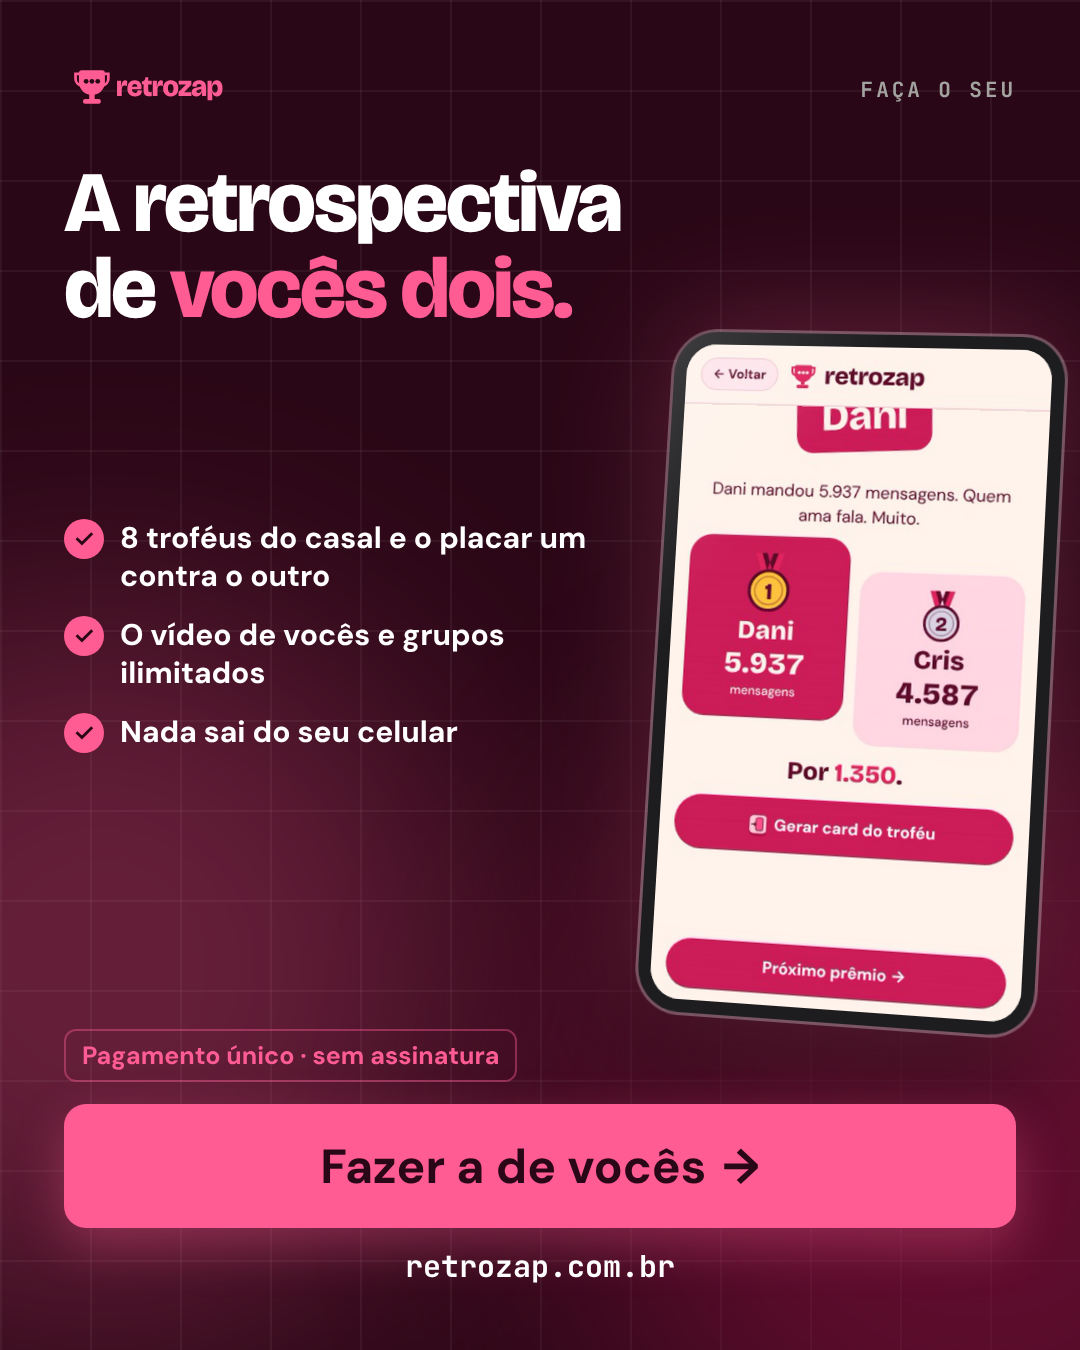 retrozap
FAÇA O SEU
A retrospectiva
de vocês dois.
8 troféus do casal e o placar um
contra o outro
O vídeo de vocês e grupos
ilimitados
Nada sai do seu celular
← Voltar
retrozap
Dani
Dani mandou 5.937 mensagens. Quem
ama fala. Muito.
1
Dani
5.937
mensagens
2
Cris
4.587
mensagens
Por 1.350.
Gerar card do troféu
Próximo prêmio →
Pagamento único · sem assinatura
Fazer a de vocês →
retrozap.com.br